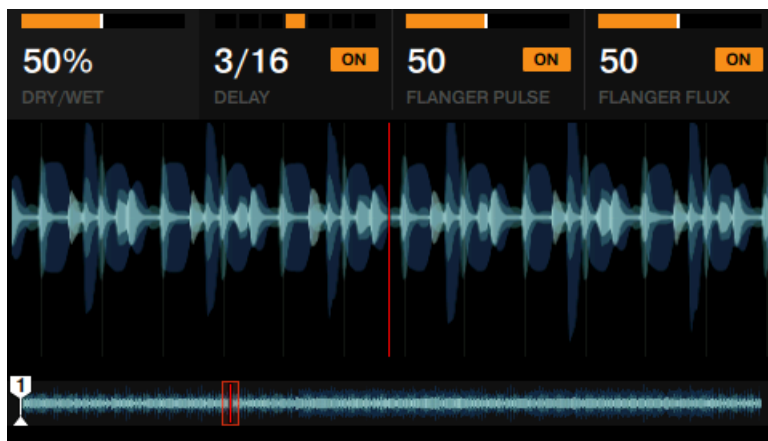 50% 3/16 ON 50 ON 50 ON
DRY/WET DELAY FLANGER PULSE FLANGER FLUX
1